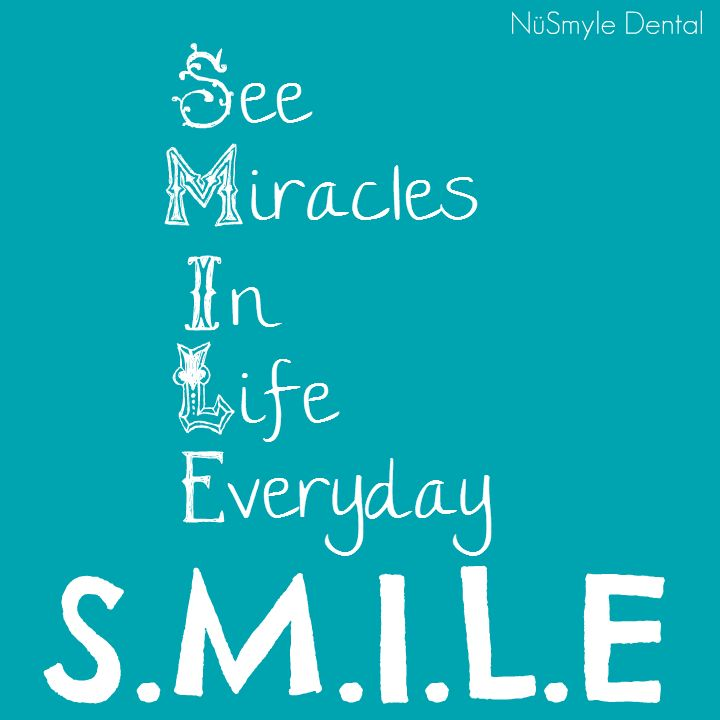 NüSmyle Dental
See
Miracles
In
Life
Everyday
S.M.I.L.E